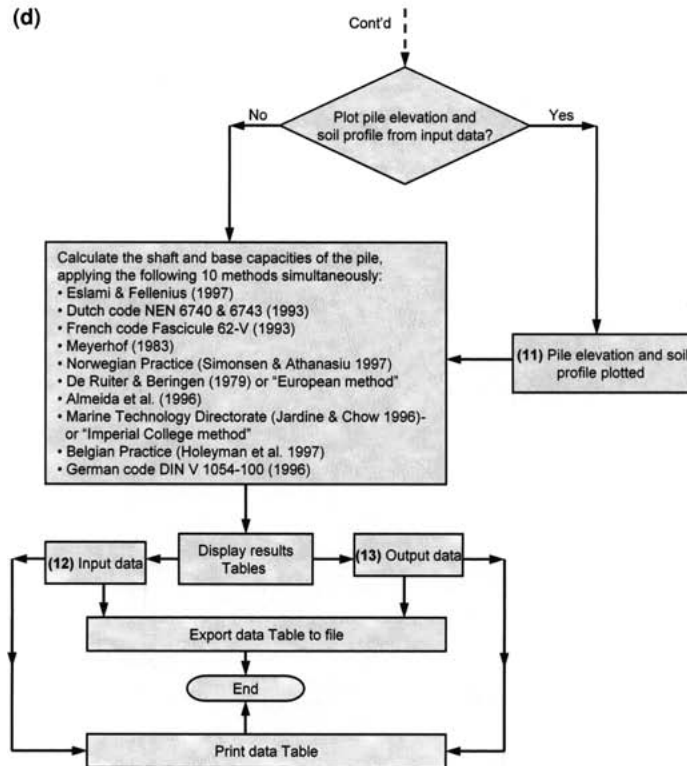 (d)
Cont'd
Plot pile elevation and
soil profile from input data?
No
Yes
Calculate the shaft and base capacities of the pile,
applying the following 10 methods simultaneously:
• Eslami & Fellenius (1997)
• Dutch code NEN 6740 & 6743 (1993)
• French code Fascicule 62-V (1993)
• Meyerhof (1983)
• Norwegian Practice (Simonsen & Athanasiu 1997)
• De Ruiter & Beringen (1979) or "European method"
• Almeida et al. (1996)
• Marine Technology Directorate (Jardine & Chow 1996)-
or "Imperial College method"
• Belgian Practice (Holeyman et al. 1997)
• German code DIN V 1054-100 (1996)
(11) Pile elevation and soil
profile plotted
Display results
Tables
(12) Input data
(13) Output data
Export data Table to file
End
Print data Table